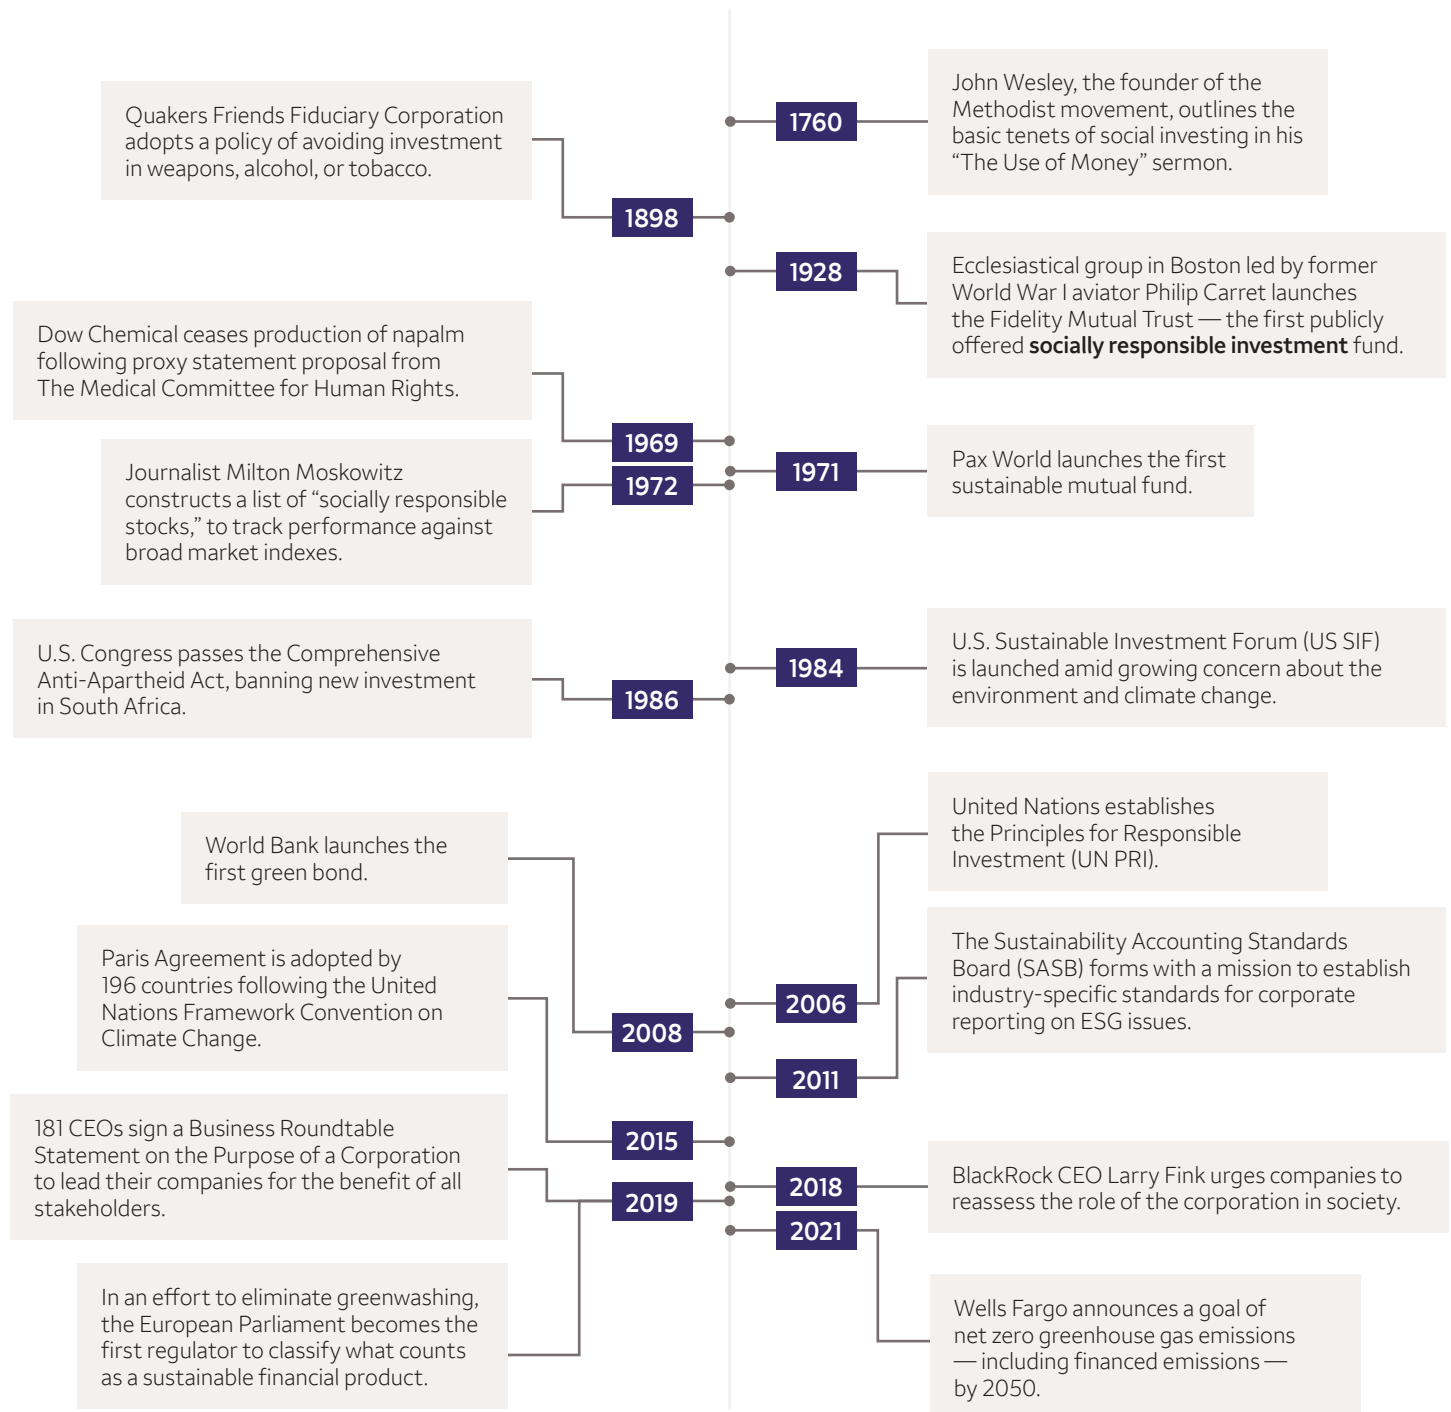 1760
John Wesley, the founder of the
Methodist movement, outlines the
basic tenets of social investing in his
“The Use of Money” sermon.
Quakers Friends Fiduciary Corporation
adopts a policy of avoiding investment
in weapons, alcohol, or tobacco.
1898
1928
Ecclesiastical group in Boston led by former
World War I aviator Philip Carret launches
the Fidelity Mutual Trust — the first publicly
offered socially responsible investment fund.
Dow Chemical ceases production of napalm
following proxy statement proposal from
The Medical Committee for Human Rights.
1969
1971
Pax World launches the first
sustainable mutual fund.
Journalist Milton Moskowitz
constructs a list of “socially responsible
stocks,” to track performance against
broad market indexes.
1972
1984
U.S. Sustainable Investment Forum (US SIF)
is launched amid growing concern about the
environment and climate change.
U.S. Congress passes the Comprehensive
Anti-Apartheid Act, banning new investment
in South Africa.
1986
United Nations establishes
the Principles for Responsible
Investment (UN PRI).
2006
World Bank launches the
first green bond.
2008
The Sustainability Accounting Standards
Board (SASB) forms with a mission to establish
industry-specific standards for corporate
reporting on ESG issues.
2011
Paris Agreement is adopted by
196 countries following the United
Nations Framework Convention on
Climate Change.
2015
2018
BlackRock CEO Larry Fink urges companies to
reassess the role of the corporation in society.
181 CEOs sign a Business Roundtable
Statement on the Purpose of a Corporation
to lead their companies for the benefit of all
stakeholders.
2019
In an effort to eliminate greenwashing,
the European Parliament becomes the
first regulator to classify what counts
as a sustainable financial product.
2021
Wells Fargo announces a goal of
net zero greenhouse gas emissions
— including financed emissions —
by 2050.